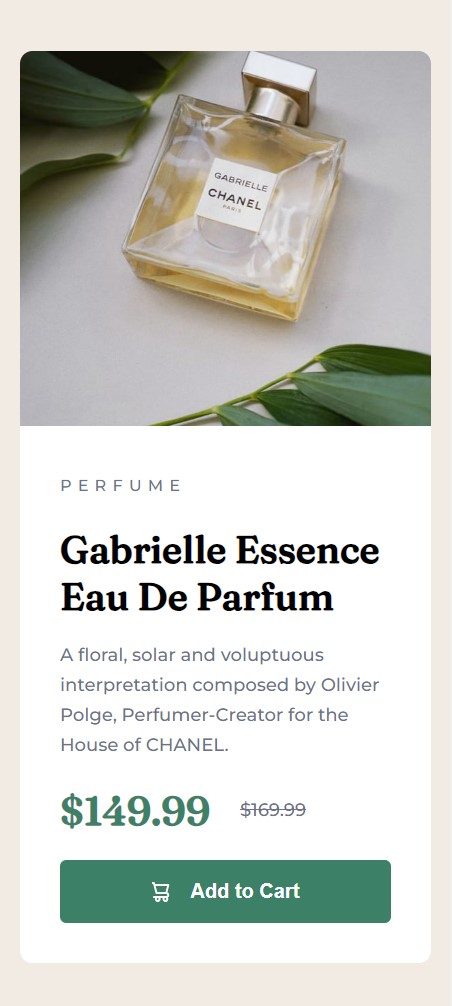 GABRIELLE
CHANEL
PARIS
PERFUME
Gabrielle Essence
Eau De Parfum
A floral, solar and voluptuous
interpretation composed by Olivier
Polge, Perfumer-Creator for the
House of CHANEL.
$149.99 $169.99
Add to Cart